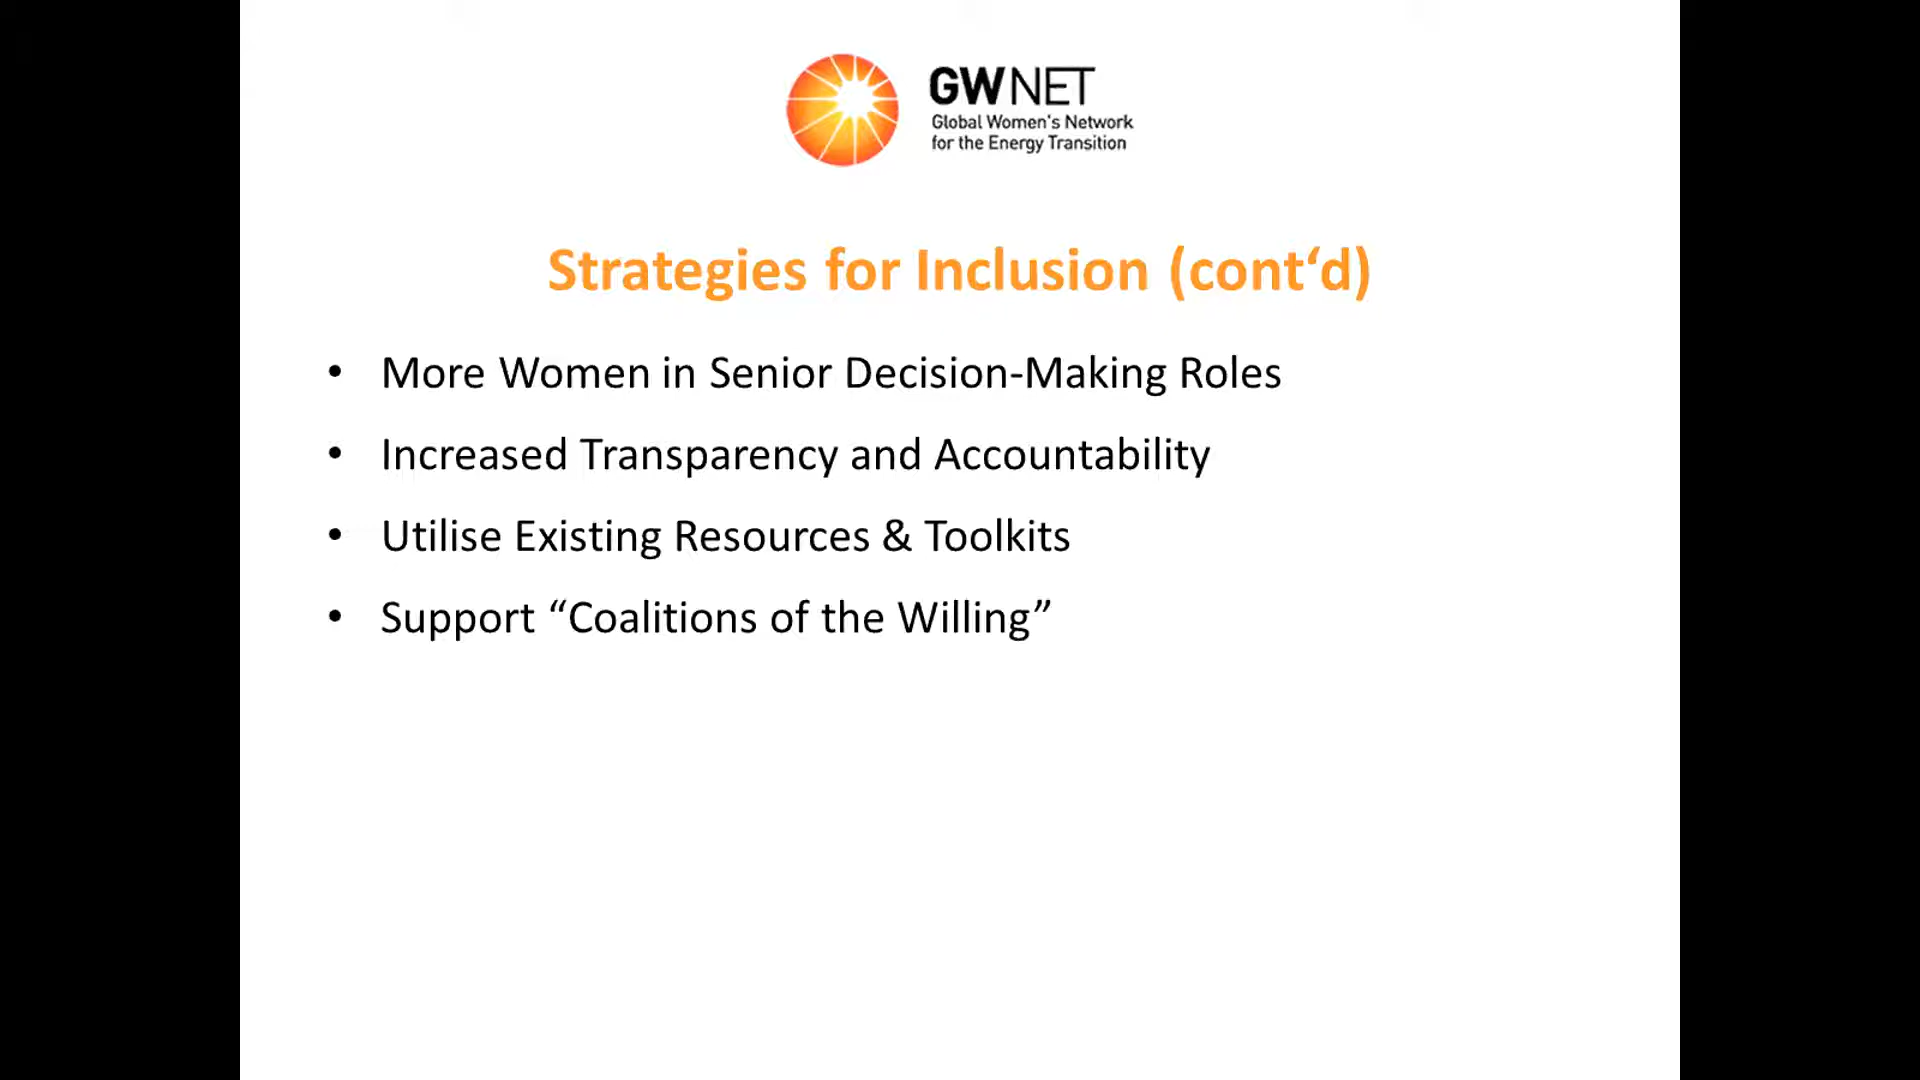 GWNET
Global Women's Network
for the Energy Transition
Strategies for Inclusion (cont‘d)
• More Women in Senior Decision-Making Roles
• Increased Transparency and Accountability
• Utilise Existing Resources & Toolkits
• Support “Coalitions of the Willing”